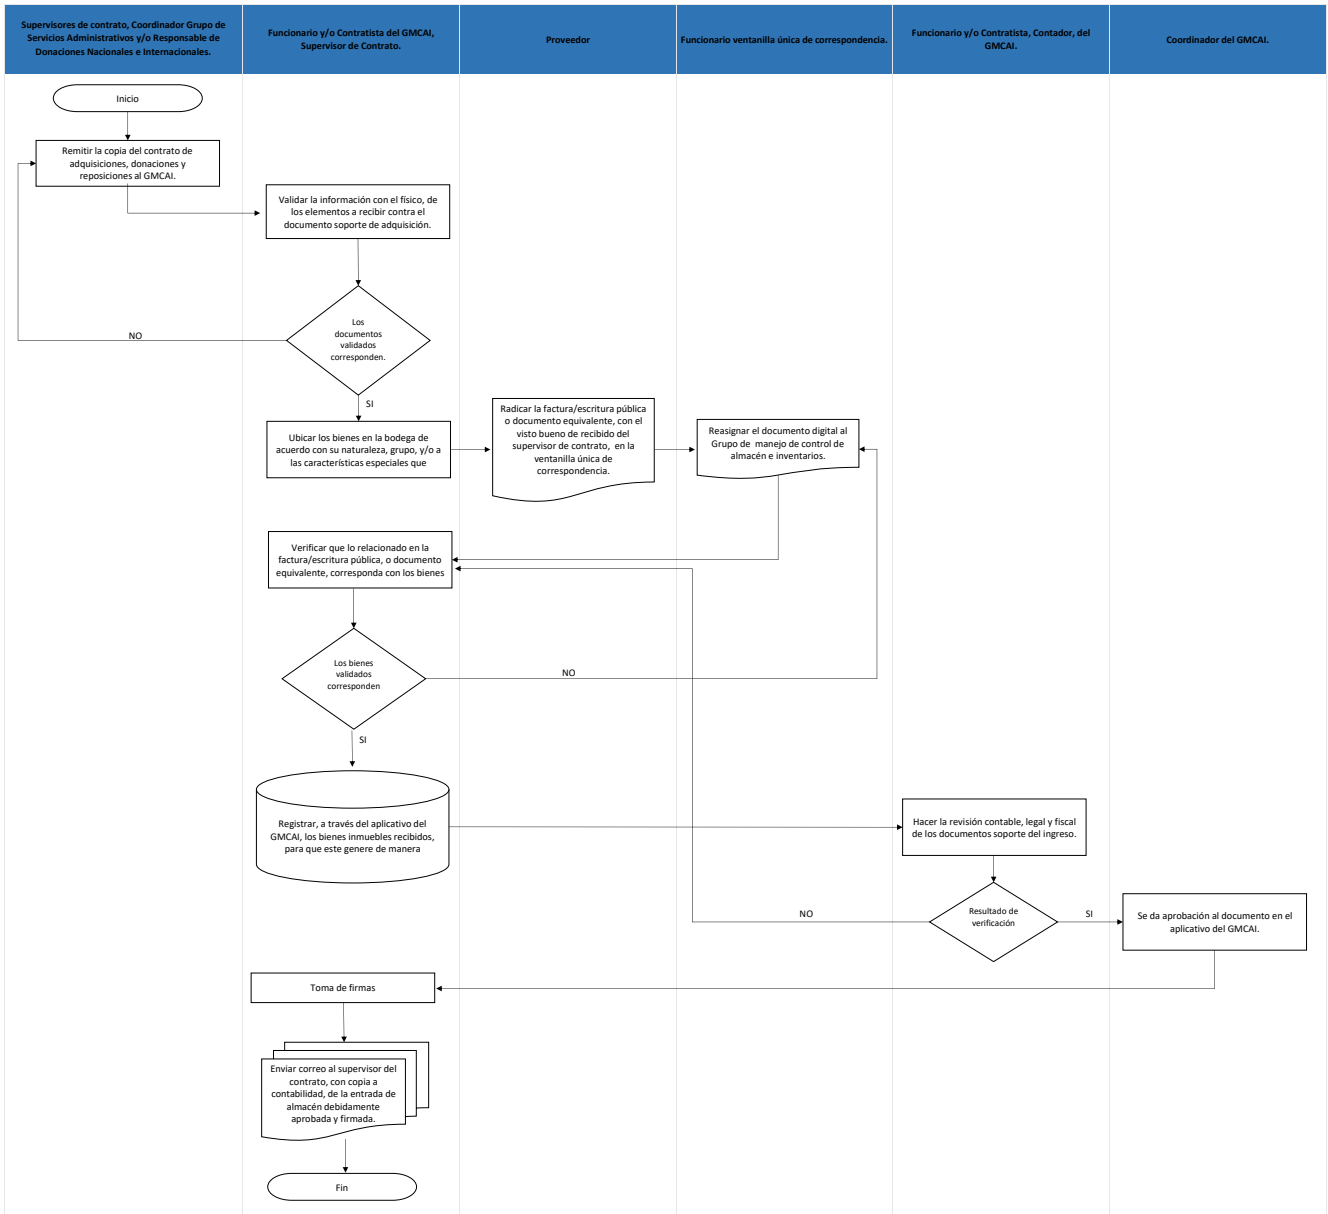 Supervisores de contrato, Coordinador Grupo de
Servicios Administrativos y/o Responsable de
Donaciones Nacionales e Internacionales.
Funcionario y/o Contratista del GMCAI,
Supervisor de Contrato.
Proveedor
Funcionario ventanilla única de correspondencia.
Funcionario y/o Contratista, Contador, del
GMCAI.
Coordinador del GMCAI.
Inicio
Remitir la copia del contrato de
adquisiciones, donaciones y
reposiciones al GMCAI.
Validar la información con el físico, de
los elementos a recibir contra el
documento soporte de adquisición.
Los
documentos
validados
corresponden.
NO
SI
Ubicar los bienes en la bodega de
acuerdo con su naturaleza, grupo, y/o a
las características especiales que
Radicar la factura/escritura pública
o documento equivalente, con el
visto bueno de recibido del
supervisor de contrato,  en la
ventanilla única de
correspondencia.
Reasignar el documento digital al
Grupo de  manejo de control de
almacén e inventarios.
Verificar que lo relacionado en la
factura/escritura pública, o documento
equivalente, corresponda con los bienes
Los bienes
validados
corresponden
NO
SI
Registrar, a través del aplicativo del
GMCAI, los bienes inmuebles recibidos,
para que este genere de manera
Hacer la revisión contable, legal y fiscal
de los documentos soporte del ingreso.
Resultado de
verificación
NO
SI
Se da aprobación al documento en el
aplicativo del GMCAI.
Toma de firmas
Enviar correo al supervisor del
contrato, con copia a
contabilidad, de la entrada de
almacén debidamente
aprobada y firmada.
Fin